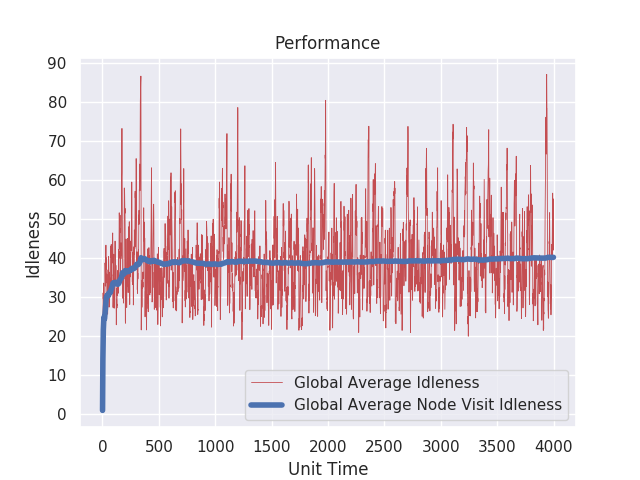 Performance
90
80
70
60
50
40
30
20
10
0
Idleness
0 500 1000 1500 2000 2500 3000 3500 4000
Unit Time
Global Average Idleness
Global Average Node Visit Idleness